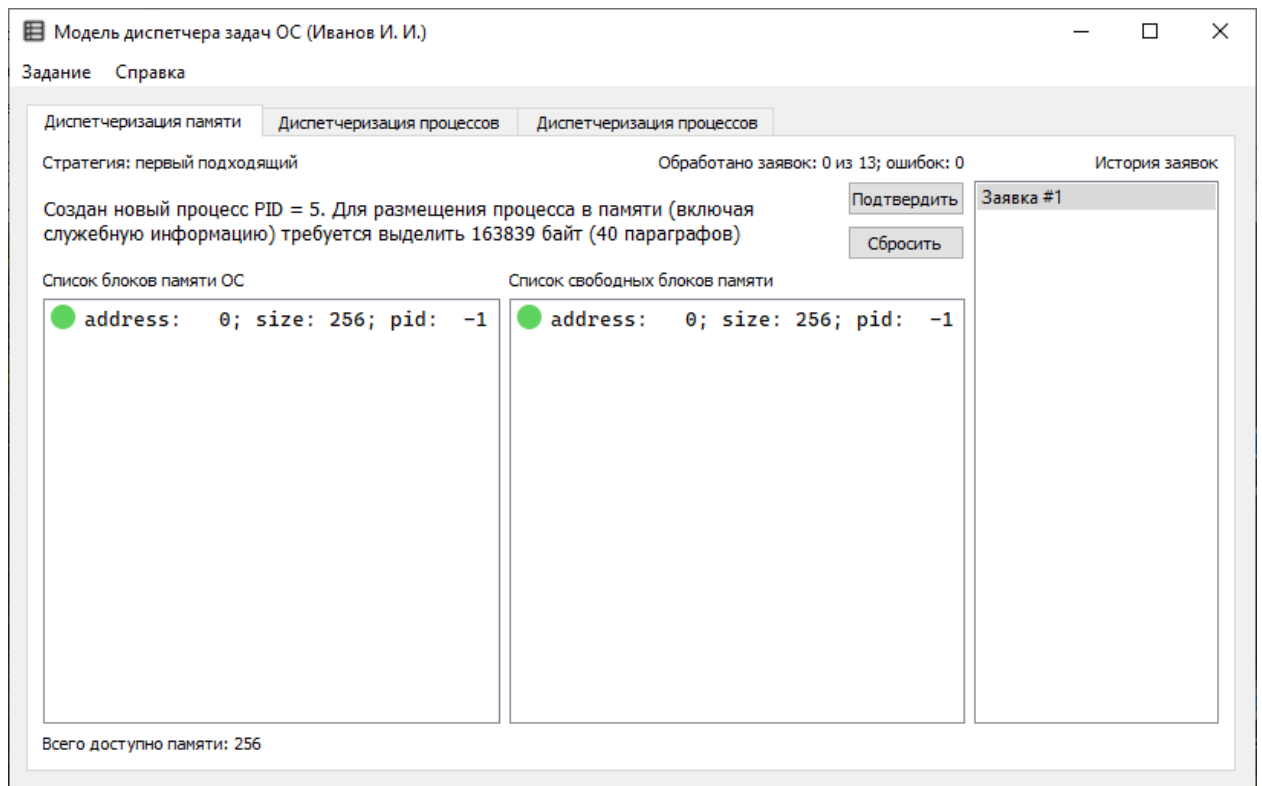 Модель диспетчера задач ОС (Иванов И. И.)
Задание Справка
Диспетчеризация памяти Диспетчеризация процессов Диспетчеризация процессов
Стратегия: первый подходящий Обработано заявок: 0 из 13; ошибок: 0 История заявок
Создан новый процесс PID = 5. Для размещения процесса в памяти (включая
служебную информацию) требуется выделить 163839 байт (40 параграфов)
Подтвердить
Сбросить
Заявка #1
Список блоков памяти ОС Список свободных блоков памяти
address: 0; size: 256; pid: -1 address: 0; size: 256; pid: -1
Всего доступно памяти: 256